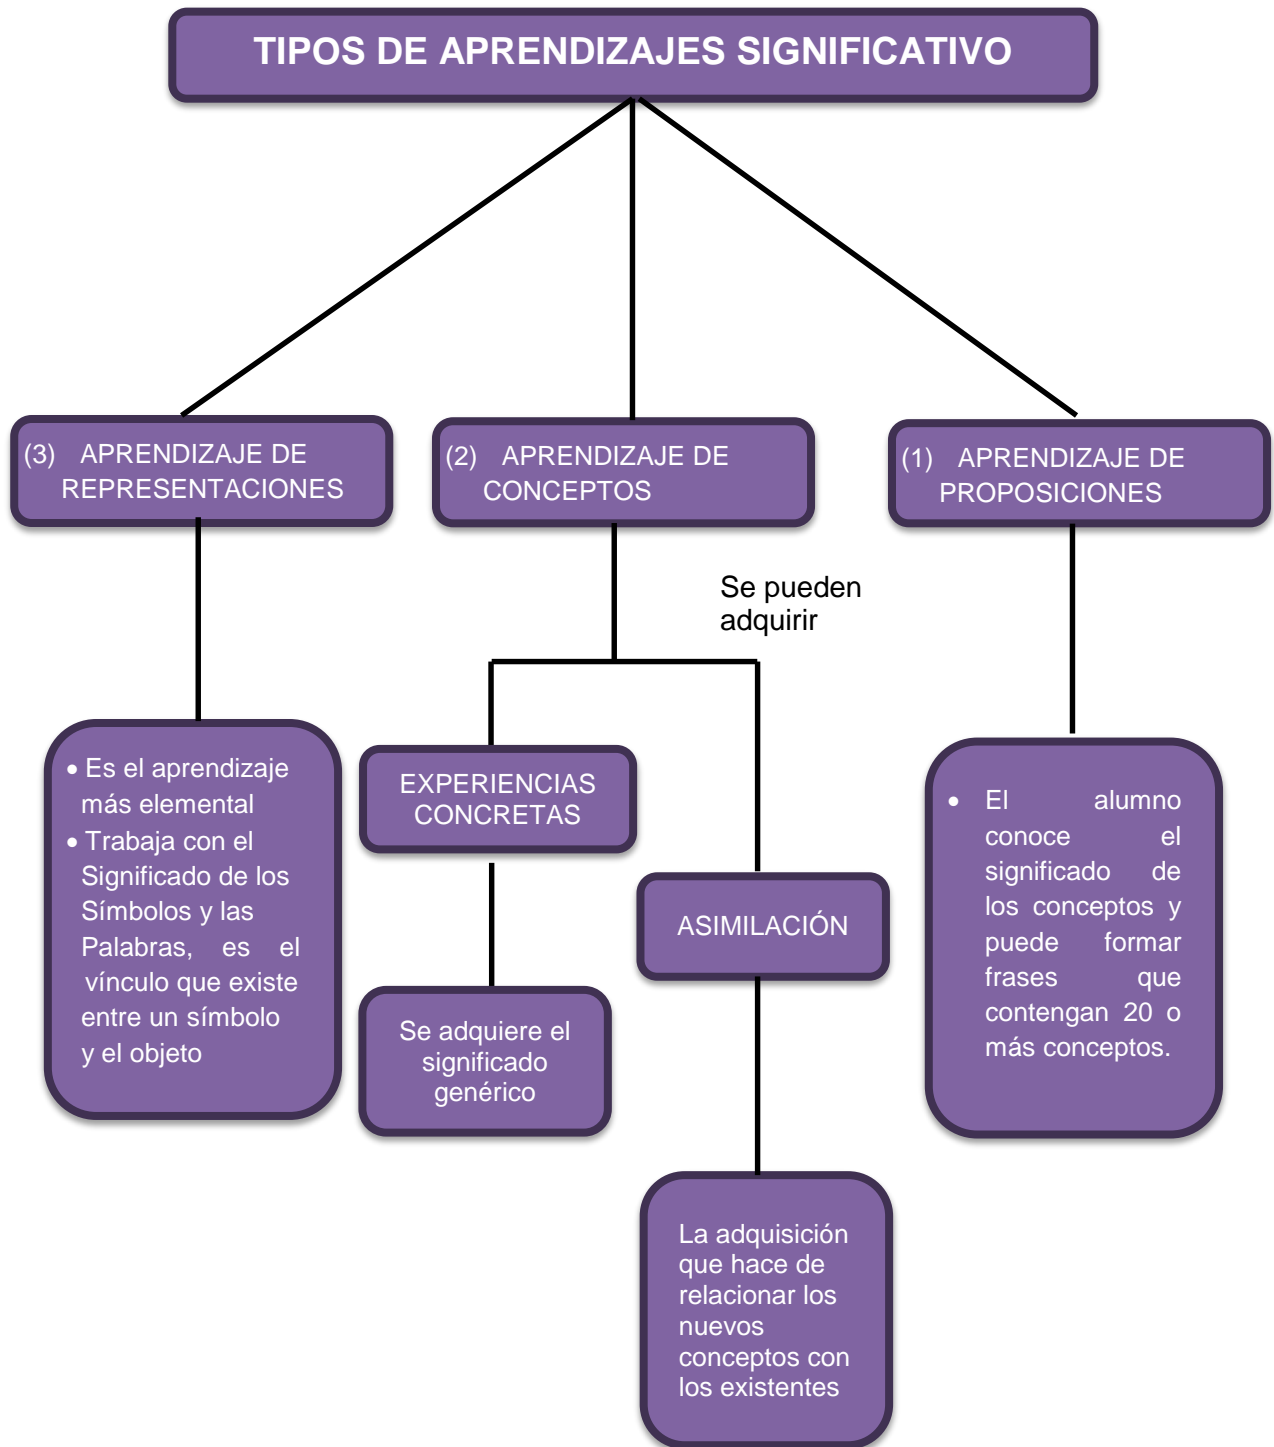 TIPOS DE APRENDIZAJES SIGNIFICATIVO
(3) APRENDIZAJE DE
REPRESENTACIONES
(2) APRENDIZAJE DE
CONCEPTOS
(1) APRENDIZAJE DE
PROPOSICIONES
Se pueden
adquirir
• Es el aprendizaje
más elemental
• Trabaja con el
Significado de los
Símbolos y las
Palabras, es el
vínculo que existe
entre un símbolo
y el objeto
EXPERIENCIAS
CONCRETAS
Se adquiere el
significado
genérico
ASIMILACIÓN
La adquisición
que hace de
relacionar los
nuevos
conceptos con
los existentes
• El alumno
conoce el
significado de
los conceptos y
puede formar
frases que
contengan 20 o
más conceptos.